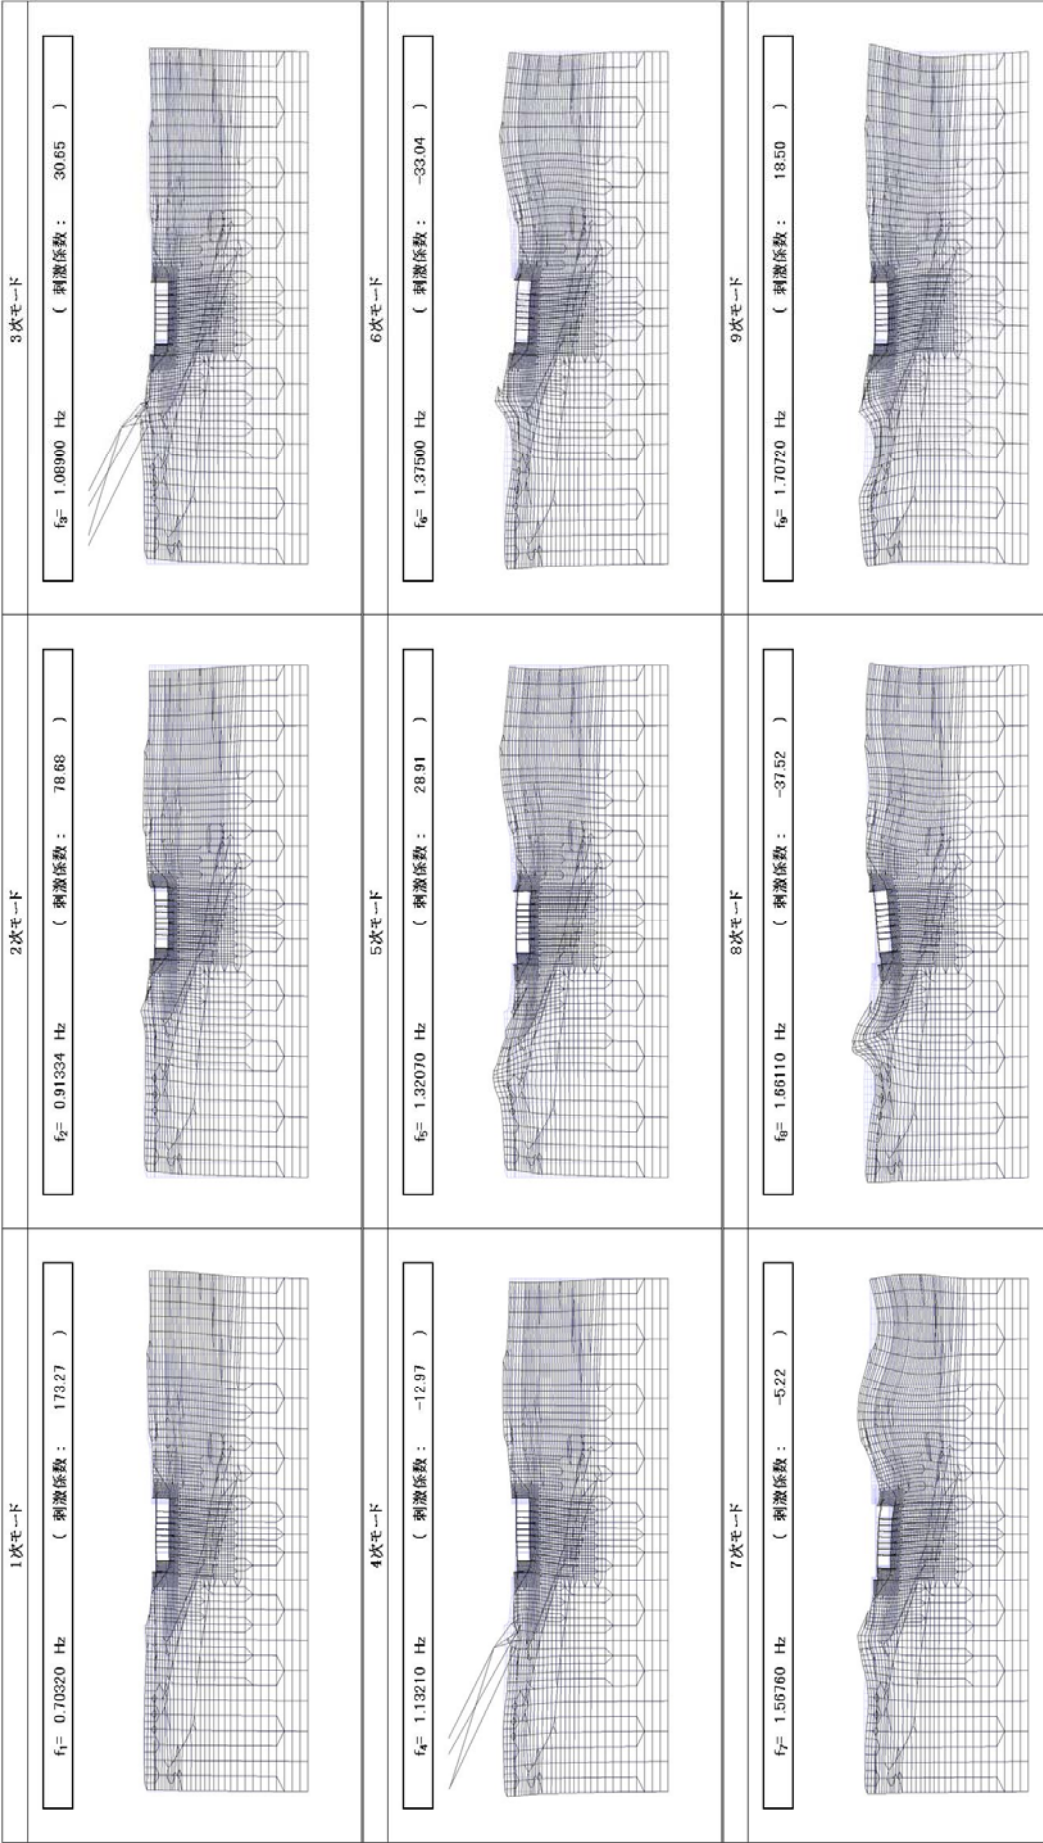 1次モード
f₁= 0.70320 Hz ( 刺激係数 : 173.27 )
2次モード
f₂= 0.91334 Hz ( 刺激係数 : 78.68 )
3次モード
f₃= 1.08900 Hz ( 刺激係数 : 30.65 )
4次モード
f₄= 1.13210 Hz ( 刺激係数 : -12.97 )
5次モード
f₅= 1.32070 Hz ( 刺激係数 : 28.91 )
6次モード
f₆= 1.37500 Hz ( 刺激係数 : -33.04 )
7次モード
f₇= 1.56760 Hz ( 刺激係数 : -5.22 )
8次モード
f₈= 1.66110 Hz ( 刺激係数 : -37.52 )
9次モード
f₉= 1.70720 Hz ( 刺激係数 : 18.50 )